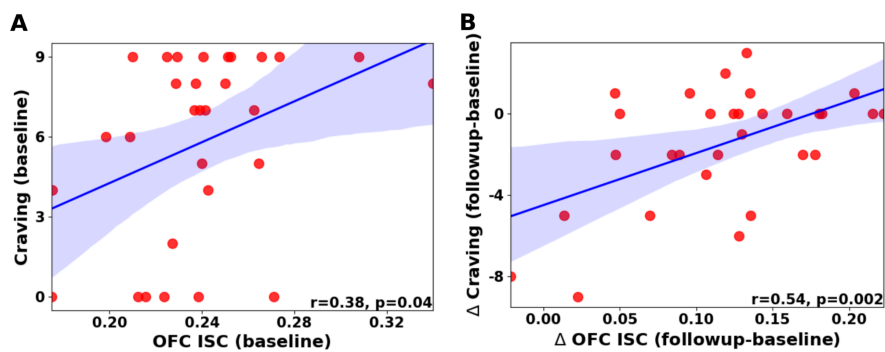 A
Craving (baseline)
9
6
3
0
r=0.38, p=0.04
0.20 0.24 0.28 0.32
OFC ISC (baseline)
B
Δ Craving (followup-baseline)
0
-4
-8
r=0.54, p=0.002
0.00 0.05 0.10 0.15 0.20
Δ OFC ISC (followup-baseline)